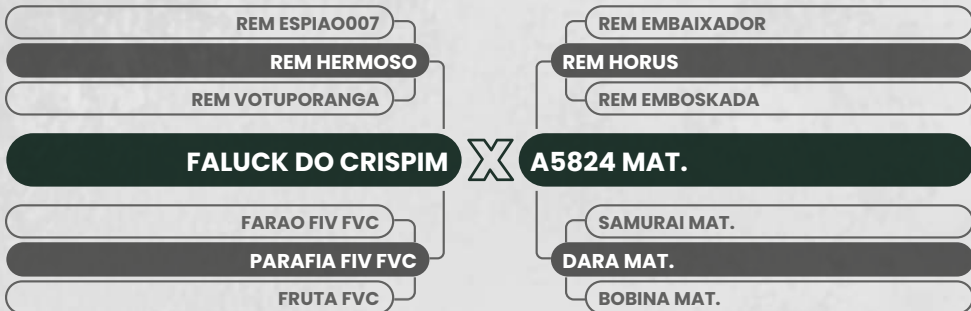 REM ESPIAO007
REM HERMOSO
REM VOTUPORANGA
FALUCK DO CRISPIM
FARAO FIV FVC
PARAFIA FIV FVC
FRUTA FVC
X
REM EMBAIXADOR
REM HORUS
REM EMBOSKADA
A5824 MAT.
SAMURAI MAT.
DARA MAT.
BOBINA MAT.